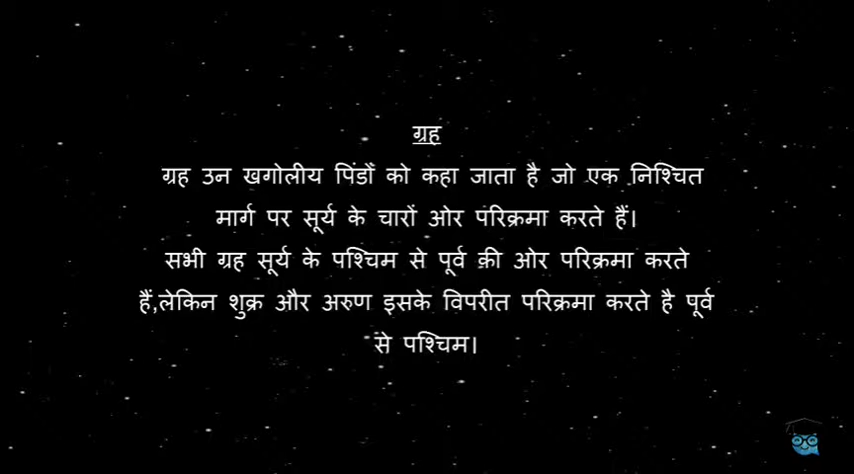 ग्रह
ग्रह उन खगोलीय पिंडों को कहा जाता है जो एक निश्चित
मार्ग पर सूर्य के चारों ओर परिक्रमा करते हैं।
सभी ग्रह सूर्य के पश्चिम से पूर्व की ओर परिक्रमा करते
हैं,लेकिन शुक्र और अरुण इसके विपरीत परिक्रमा करते है पूर्व
से पश्चिम।